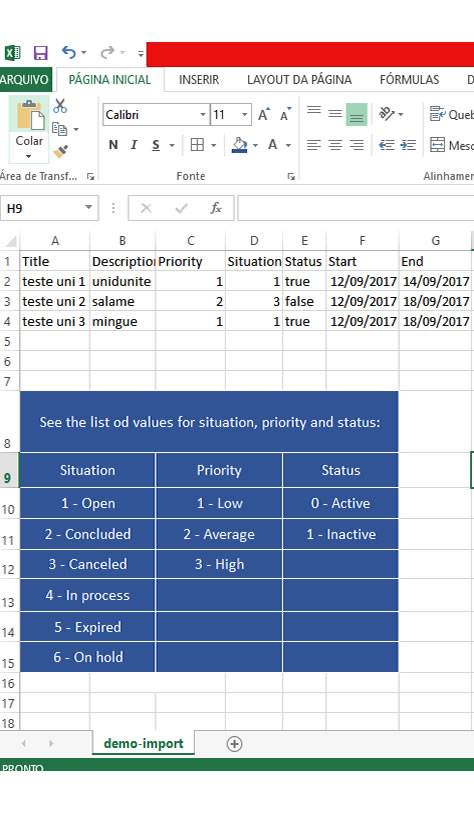 ARQUIVO PÁGINA INICIAL INSERIR LAYOUT DA PÁGINA FÓRMULAS D
Calibri 11 A A Queb
Colar N I S A Mesc
Área de Transf... Fonte Alinhamen
H9 fx
A B C D E F G
1 Title Description Priority Situation Status Start End
2 teste uni 1 unidunite 1 1 true 12/09/2017 14/09/2017
3 teste uni 2 salame 2 3 false 12/09/2017 18/09/2017
4 teste uni 3 mingue 1 1 true 12/09/2017 18/09/2017
5
6
7
8 See the list od values for situation, priority and status:
9 Situation Priority Status
10 1 - Open 1 - Low 0 - Active
11 2 - Concluded 2 - Average 1 - Inactive
12 3 - Canceled 3 - High
13 4 - In process
14 5 - Expired
15 6 - On hold
16
17
18
demo-import
PRONTO